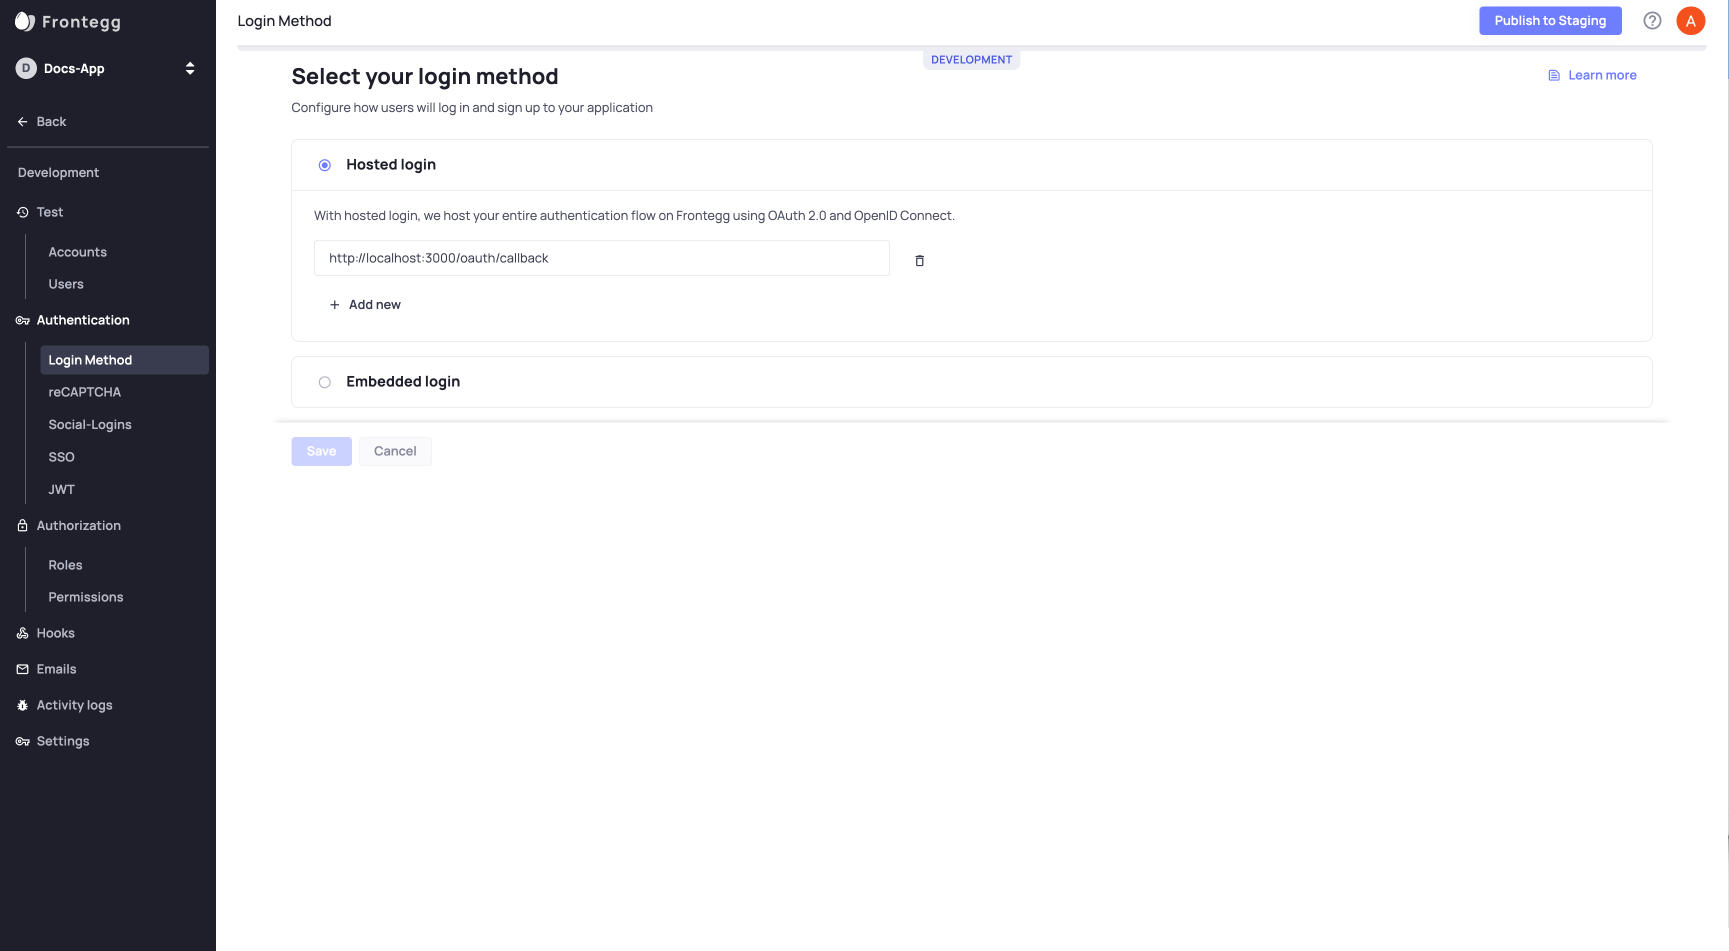 Frontegg
D Docs-App
Back
Development
Test
Accounts
Users
Authentication
Login Method
reCAPTCHA
Social-Logins
SSO
JWT
Authorization
Roles
Permissions
Hooks
Emails
Activity logs
Settings
Login Method
Publish to Staging
A
DEVELOPMENT
Select your login method
Learn more
Configure how users will log in and sign up to your application
Hosted login
With hosted login, we host your entire authentication flow on Frontegg using OAuth 2.0 and OpenID Connect.
http://localhost:3000/oauth/callback
+ Add new
Embedded login
Save Cancel